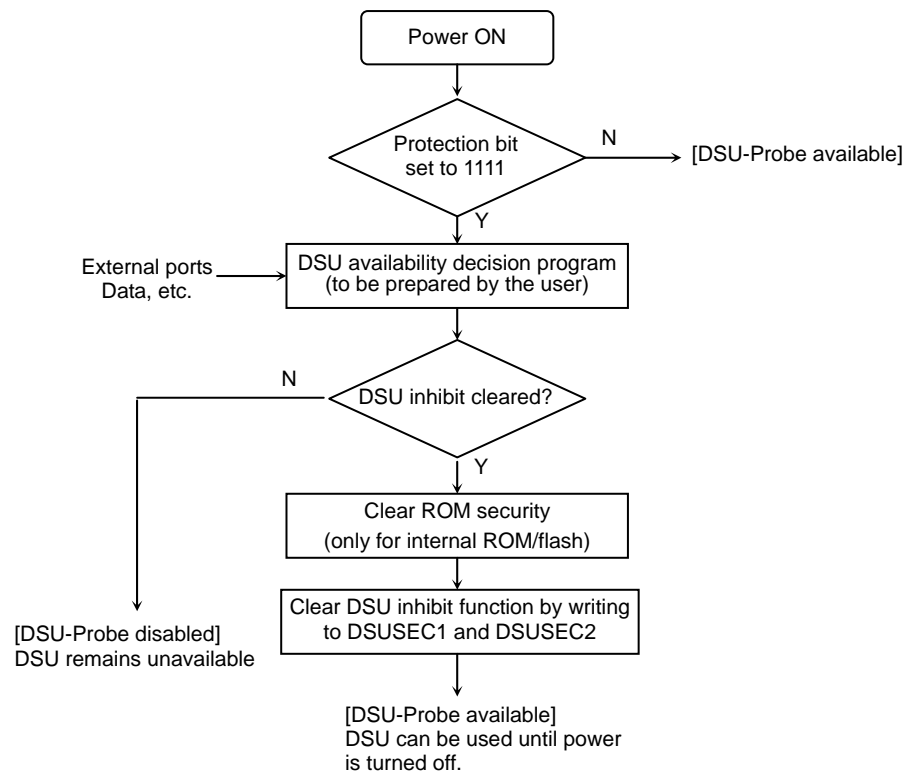 Power ON
Protection bit
set to 1111
N
[DSU-Probe available]
Y
External ports
Data, etc.
DSU availability decision program
(to be prepared by the user)
N
DSU inhibit cleared?
Y
Clear ROM security
(only for internal ROM/flash)
Clear DSU inhibit function by writing
to DSUSEC1 and DSUSEC2
[DSU-Probe disabled]
DSU remains unavailable
[DSU-Probe available]
DSU can be used until power
is turned off.